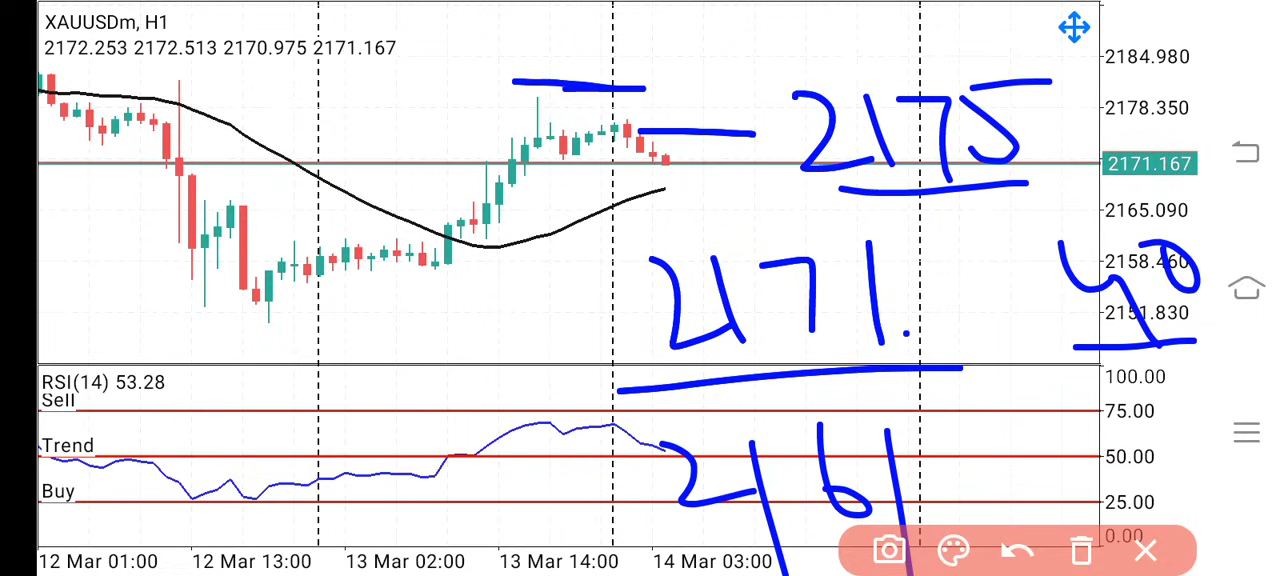 XAUUSDm, H1
2172.253 2172.513 2170.975 2171.167
2184.980
2178.350
2175
2171.167
2165.090
2171.
2158.460
2151.830
RSI(14) 53.28
100.00
Sell
75.00
Trend
50.00
2161
Buy
25.00
0.00
12 Mar 01:00 12 Mar 13:00 13 Mar 02:00 13 Mar 14:00 14 Mar 03:00